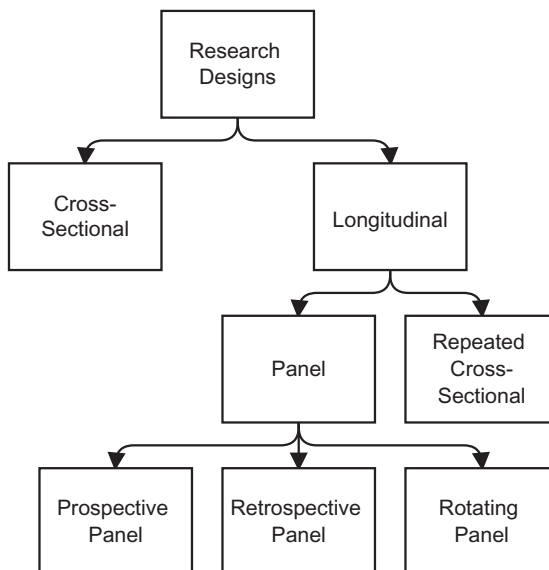 Research
Designs
Cross-
Sectional
Longitudinal
Panel
Repeated
Cross-
Sectional
Prospective
Panel
Retrospective
Panel
Rotating
Panel